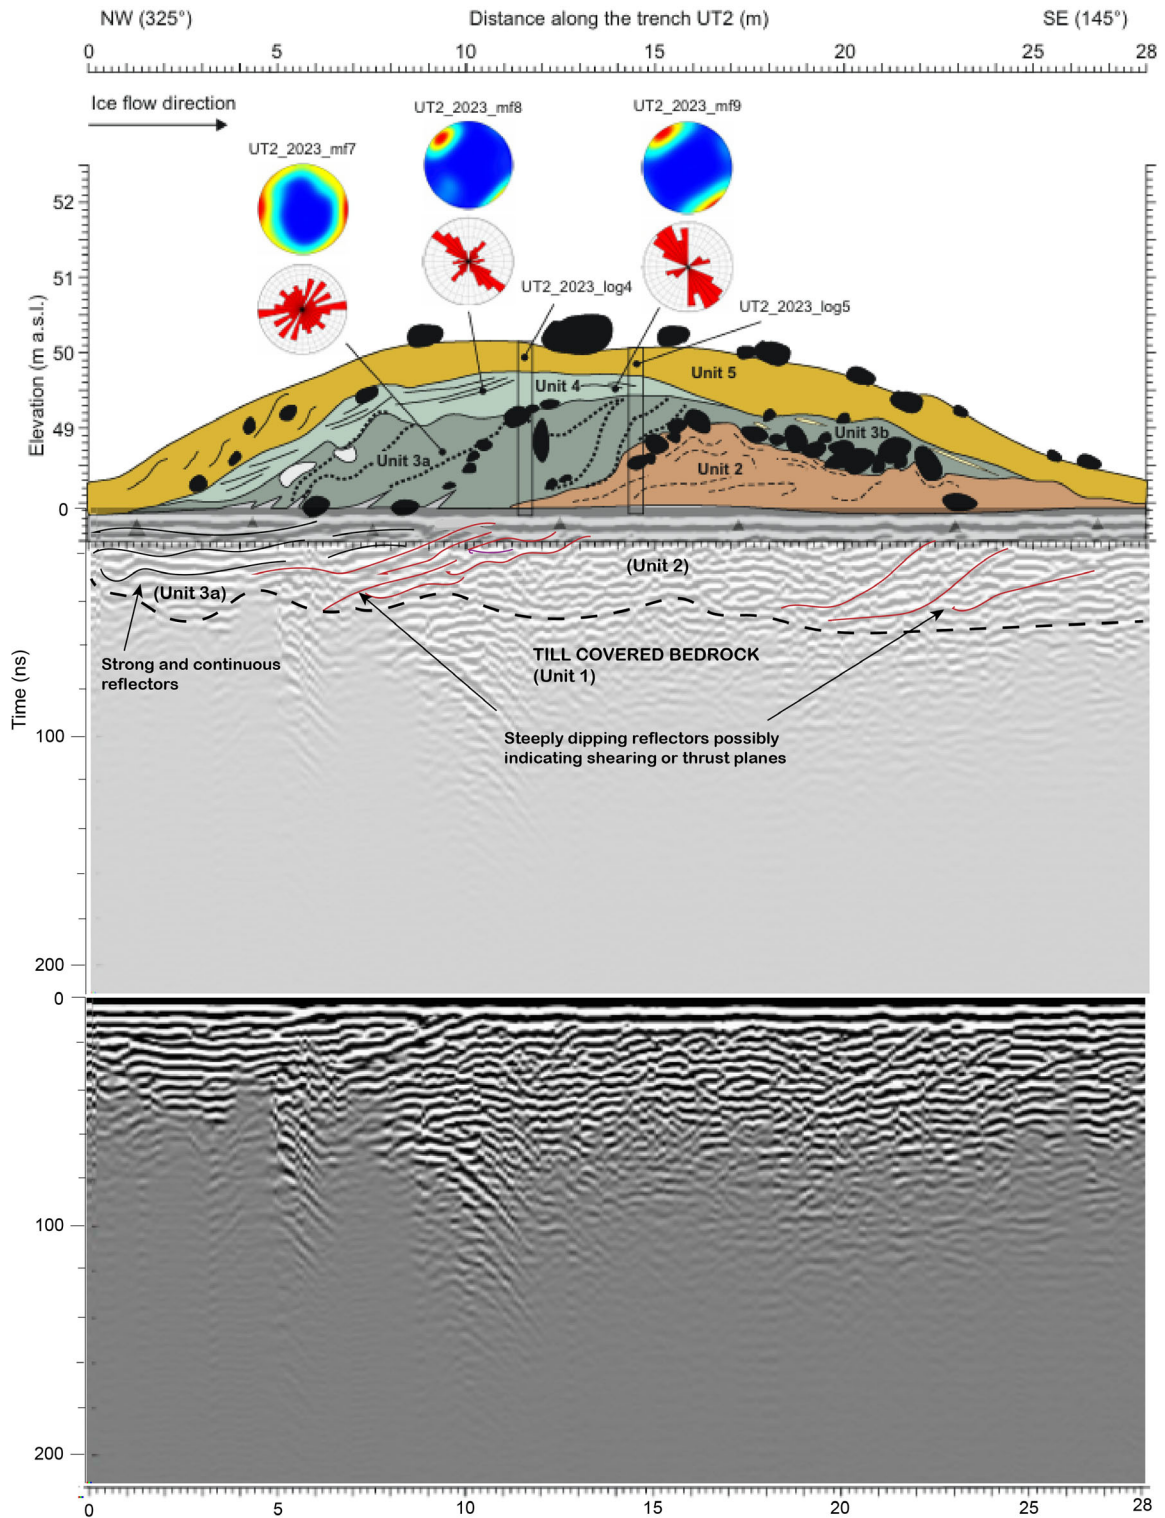 NW (325°)
Distance along the trench UT2 (m)
SE (145°)
0 5 10 15 20 25 28
Ice flow direction
UT2_2023_mf7
UT2_2023_mf8
UT2_2023_mf9
UT2_2023_log4
UT2_2023_log5
Elevation (m a.s.l.)
52
51
50
49
0
Unit 5
Unit 4
Unit 3a
Unit 3b
Unit 2
(Unit 2)
(Unit 3a)
Strong and continuous
reflectors
TILL COVERED BEDROCK
(Unit 1)
Steeply dipping reflectors possibly
indicating shearing or thrust planes
Time (ns)
100
200
0
100
200
0 5 10 15 20 25 28